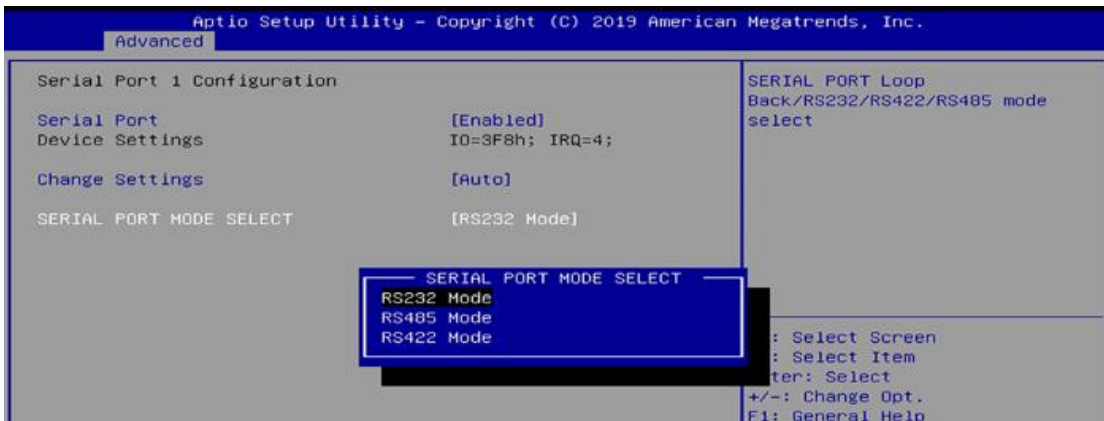 Aptio Setup Utility – Copyright (C) 2019 American Megatrends, Inc.
Advanced
Serial Port 1 Configuration
Serial Port [Enabled]
Device Settings IO=3F8h; IRQ=4;
Change Settings [Auto]
SERIAL PORT MODE SELECT [RS232 Mode]
SERIAL PORT MODE SELECT
RS232 Mode
RS485 Mode
RS422 Mode
SERIAL PORT Loop
Back/RS232/RS422/RS485 mode
select
: Select Screen
: Select Item
ter: Select
+/-: Change Opt.
F1: General Help